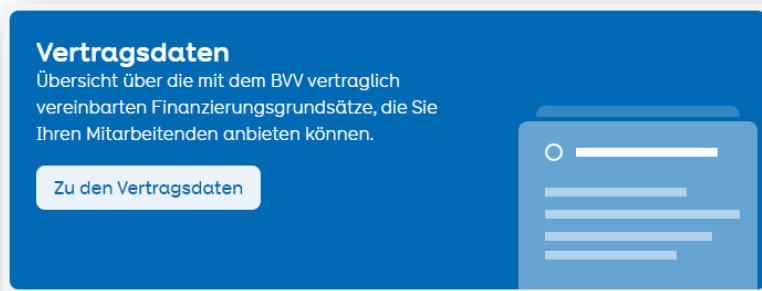 Vertragsdaten
Übersicht über die mit dem BVV vertraglich
vereinbarten Finanzierungsgrundsätze, die Sie
Ihren Mitarbeitenden anbieten können.
Zu den Vertragsdaten